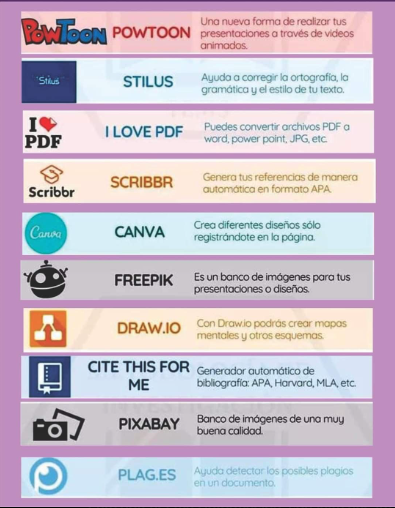 POWTOON
POWTOON
Una nueva forma de realizar tus
presentaciones a través de videos
animados.
Stilus
STILUS
Ayuda a corregir la ortografía, la
gramática y el estilo de tu texto.
I
PDF
I LOVE PDF
Puedes convertir archivos PDF a
word, power point, JPG, etc.
Scribbr
SCRIBBR
Genera tus referencias de manera
automática en formato APA.
Canva
CANVA
Crea diferentes diseños sólo
registrándote en la página.
FREEPIK
Es un banco de imágenes para tus
presentaciones o diseños.
DRAW.IO
Con Draw.io podrás crear mapas
mentales y otros esquemas.
CITE THIS FOR
ME
Generador automático de
bibliografía: APA, Harvard, MLA, etc.
PIXABAY
Banco de imágenes de una muy
buena calidad.
PLAG.ES
Ayuda detectar los posibles plagios
en un documento.